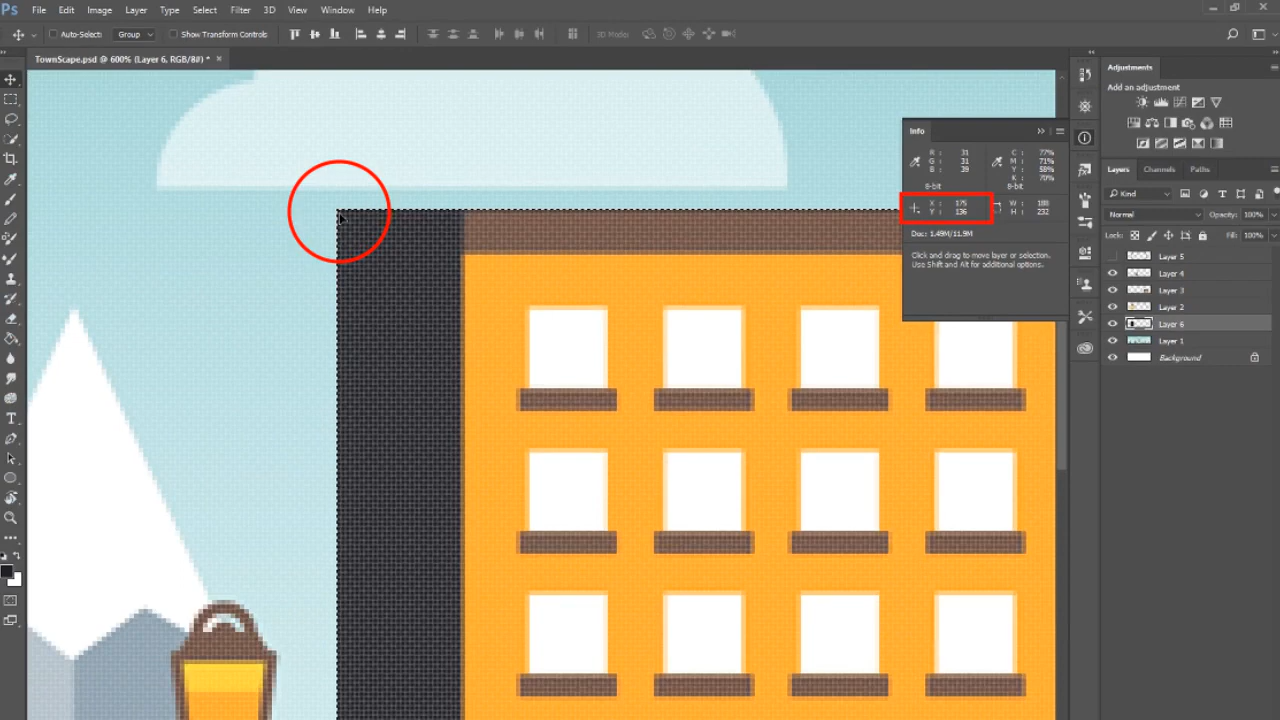 Ps File Edit Image Layer Type Select Filter 3D View Window Help
Auto-Select: Group Show Transform Controls 3D Mode:
TownScape.psd @ 600% (Layer 6, RGB/8#) * ×
Info
R: 31 C: 77%
G: 31 M: 71%
B: 39 Y: 58%
K: 70%
8-bit 8-bit
X: 175 W: 188
Y: 136 H: 232
Doc: 1.49M/11.9M
Click and drag to move layer or selection.
Use Shift and Alt for additional options.
Adjustments
Add an adjustment
Layers Channels Paths
Kind
Normal Opacity: 100%
Lock: Fill: 100%
Layer 5
Layer 4
Layer 3
Layer 2
Layer 6
Layer 1
Background